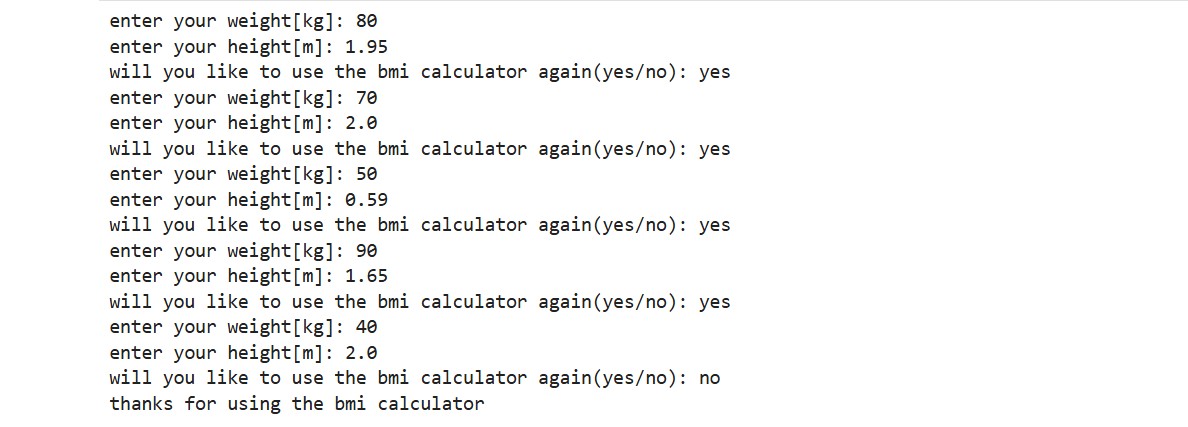 enter your weight[kg]: 80
enter your height[m]: 1.95
will you like to use the bmi calculator again(yes/no): yes
enter your weight[kg]: 70
enter your height[m]: 2.0
will you like to use the bmi calculator again(yes/no): yes
enter your weight[kg]: 50
enter your height[m]: 0.59
will you like to use the bmi calculator again(yes/no): yes
enter your weight[kg]: 90
enter your height[m]: 1.65
will you like to use the bmi calculator again(yes/no): yes
enter your weight[kg]: 40
enter your height[m]: 2.0
will you like to use the bmi calculator again(yes/no): no
thanks for using the bmi calculator